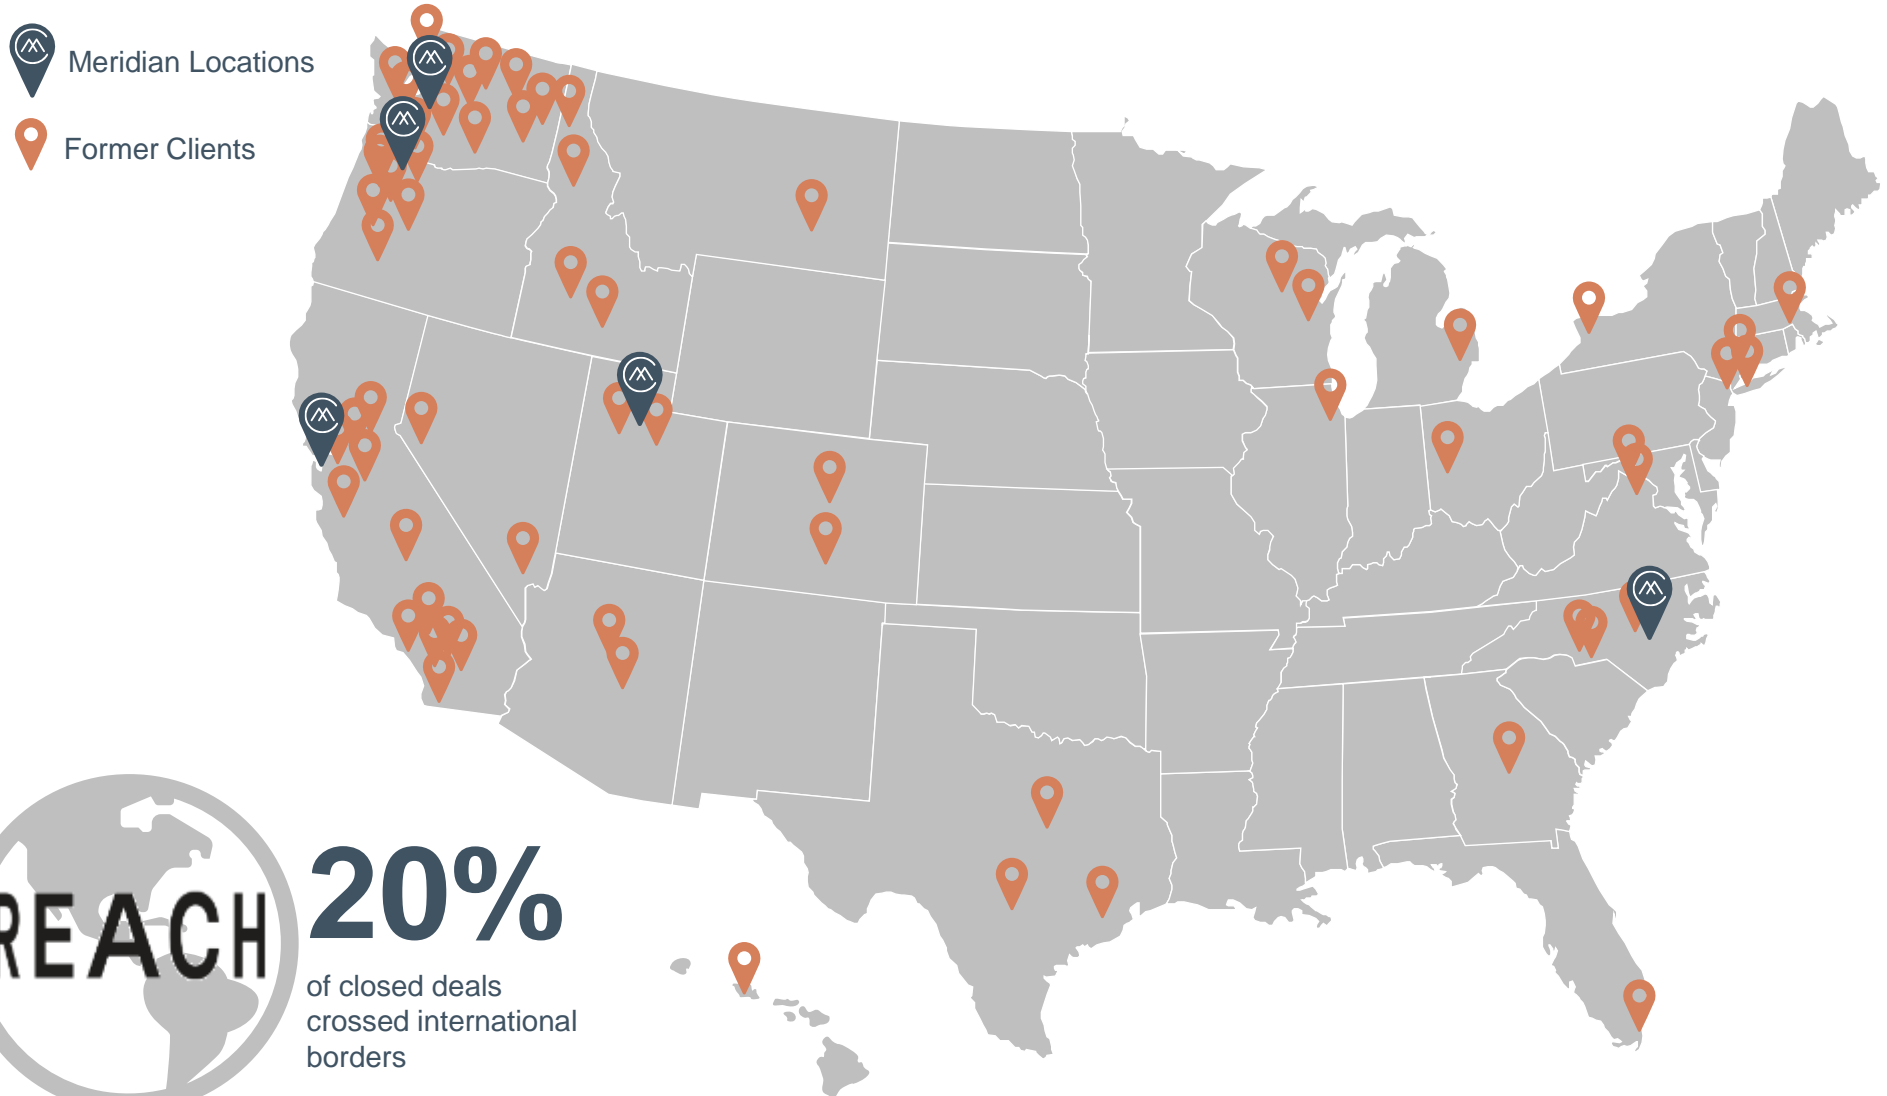 Meridian Locations
Former Clients
REACH
20%
of closed deals
crossed international
borders